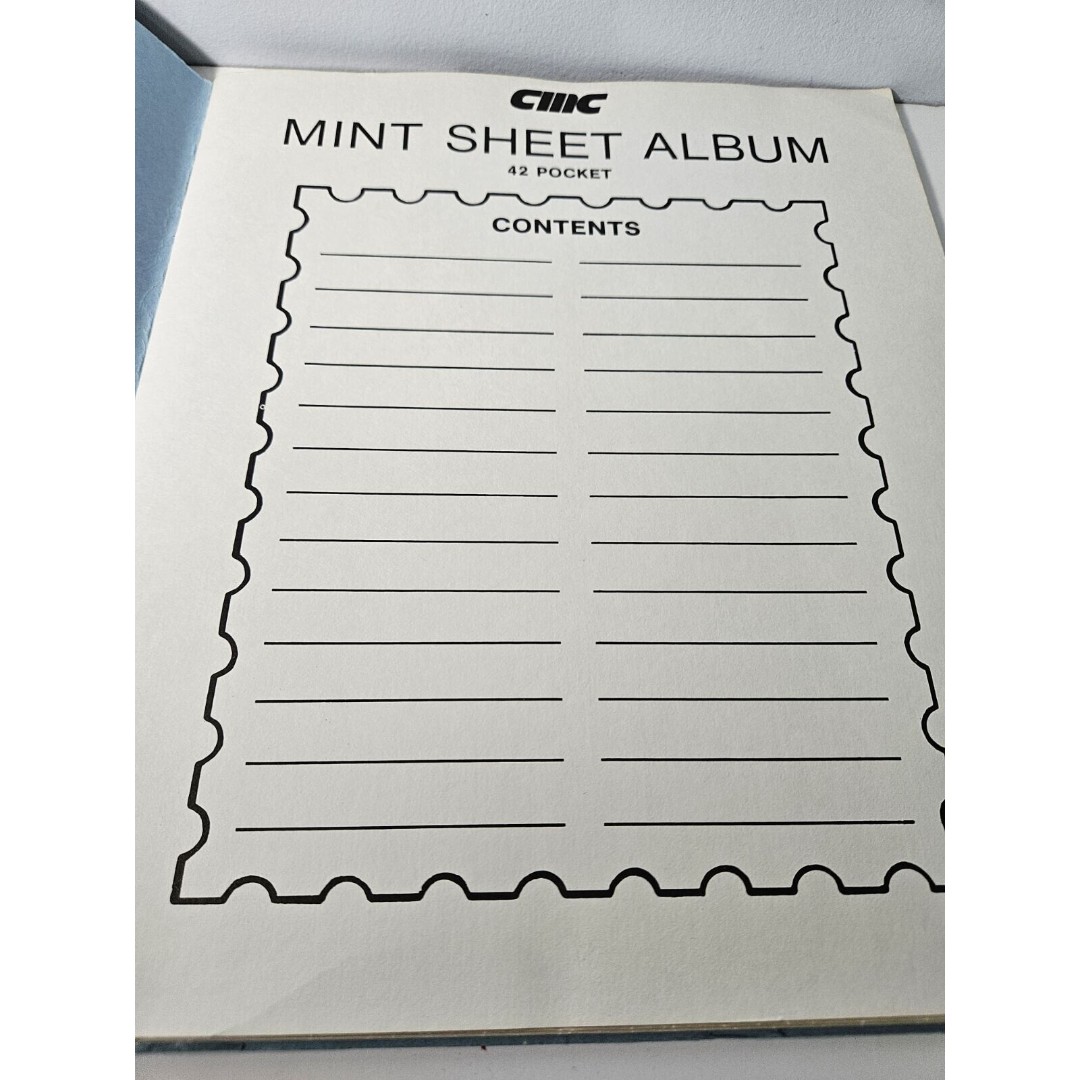 CMC
MINT SHEET ALBUM
42 POCKET
CONTENTS